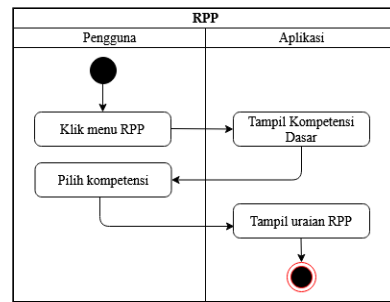 RPP
Pengguna
Aplikasi
Klik menu RPP
Tampil Kompetensi
Dasar
Pilih kompetensi
Tampil uraian RPP